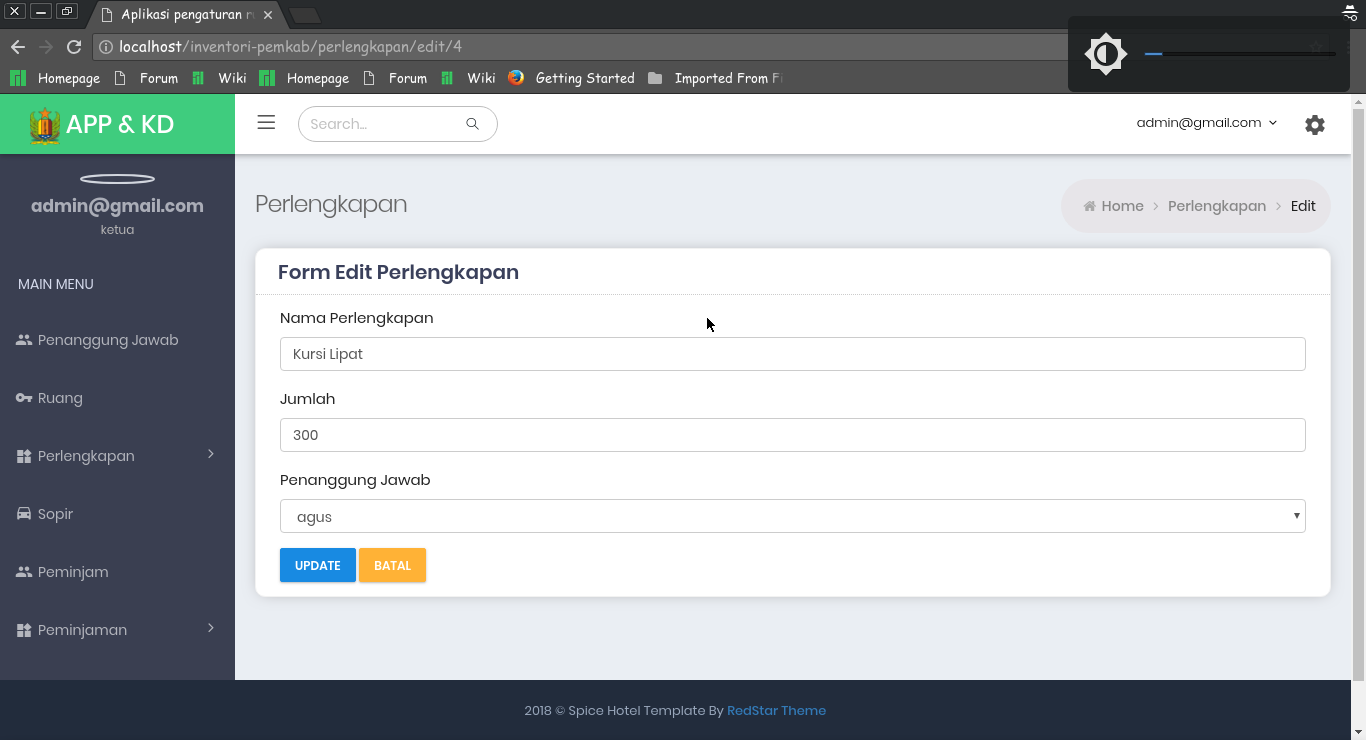 Aplikasi pengaturan
localhost/inventori-pemkab/perlengkapan/edit/4
Homepage Forum Wiki Homepage Forum Wiki Getting Started Imported From
APP & KD
Search...
admin@gmail.com
admin@gmail.com
ketua
MAIN MENU
Penanggung Jawab
Ruang
Perlengkapan
Sopir
Peminjam
Peminjaman
Perlengkapan
Home > Perlengkapan > Edit
Form Edit Perlengkapan
Nama Perlengkapan
Kursi Lipat
Jumlah
300
Penanggung Jawab
agus
UPDATE BATAL
2018 © Spice Hotel Template By RedStar Theme